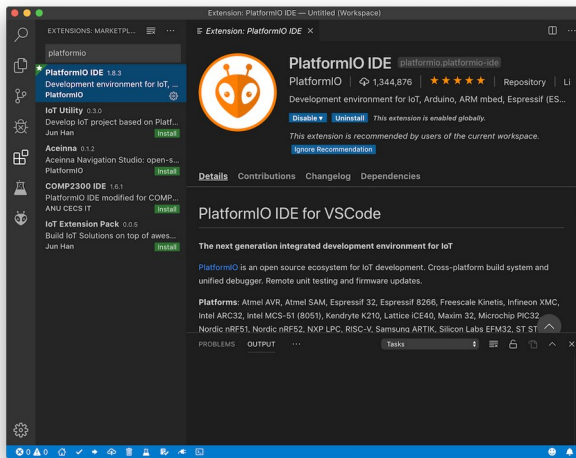 Extension: PlatformIO IDE — Untitled (Workspace)
EXTENSIONS: MARKETPL...
platformio
PlatformIO IDE 1.8.3
Development environment for IoT, ...
PlatformIO
IoT Utility 0.3.0
Develop IoT project based on Platf...
Jun Han Install
Aceinna 0.1.2
Aceinna Navigation Studio: open-s...
PlatformIO Install
COMP2300 IDE 1.6.1
PlatformIO IDE modified for COMP...
ANU CECS IT Install
IoT Extension Pack 0.0.5
Build IoT Solutions on top of awes...
Jun Han Install
Extension: PlatformIO IDE
PlatformIO IDE platformio.platformio-ide
PlatformIO 1,344,876 Repository Li
Development environment for IoT, Arduino, ARM mbed, Espressif (ES...
Disable Uninstall This extension is enabled globally.
This extension is recommended by users of the current workspace.
Ignore Recommendation
Details Contributions Changelog Dependencies
PlatformIO IDE for VSCode
The next generation integrated development environment for IoT
PlatformIO is an open source ecosystem for IoT development. Cross-platform build system and
unified debugger. Remote unit testing and firmware updates.
Platforms: Atmel AVR, Atmel SAM, Espressif 32, Espressif 8266, Freescale Kinetis, Infineon XMC,
Intel ARC32, Intel MCS-51 (8051), Kendryte K210, Lattice iCE40, Maxim 32, Microchip PIC32,
Nordic nRF51, Nordic nRF52, NXP LPC, RISC-V, Samsung ARTIK, Silicon Labs EFM32, ST ST
PROBLEMS OUTPUT ... Tasks
0 0